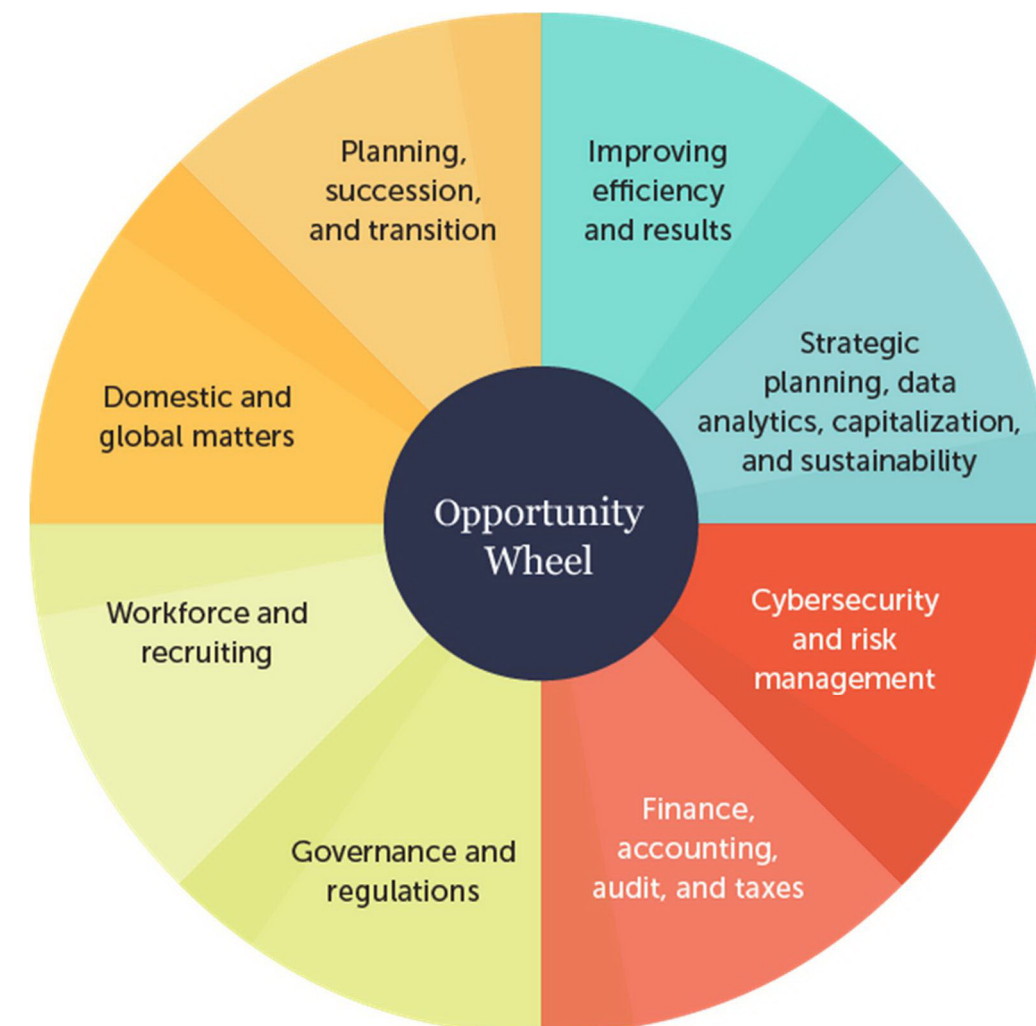 Planning,
succession,
and transition
Improving
efficiency
and results
Strategic
planning, data
analytics, capitalization,
and sustainability
Domestic and
global matters
Opportunity
Wheel
Cybersecurity
and risk
management
Workforce and
recruiting
Finance,
accounting,
audit, and taxes
Governance and
regulations